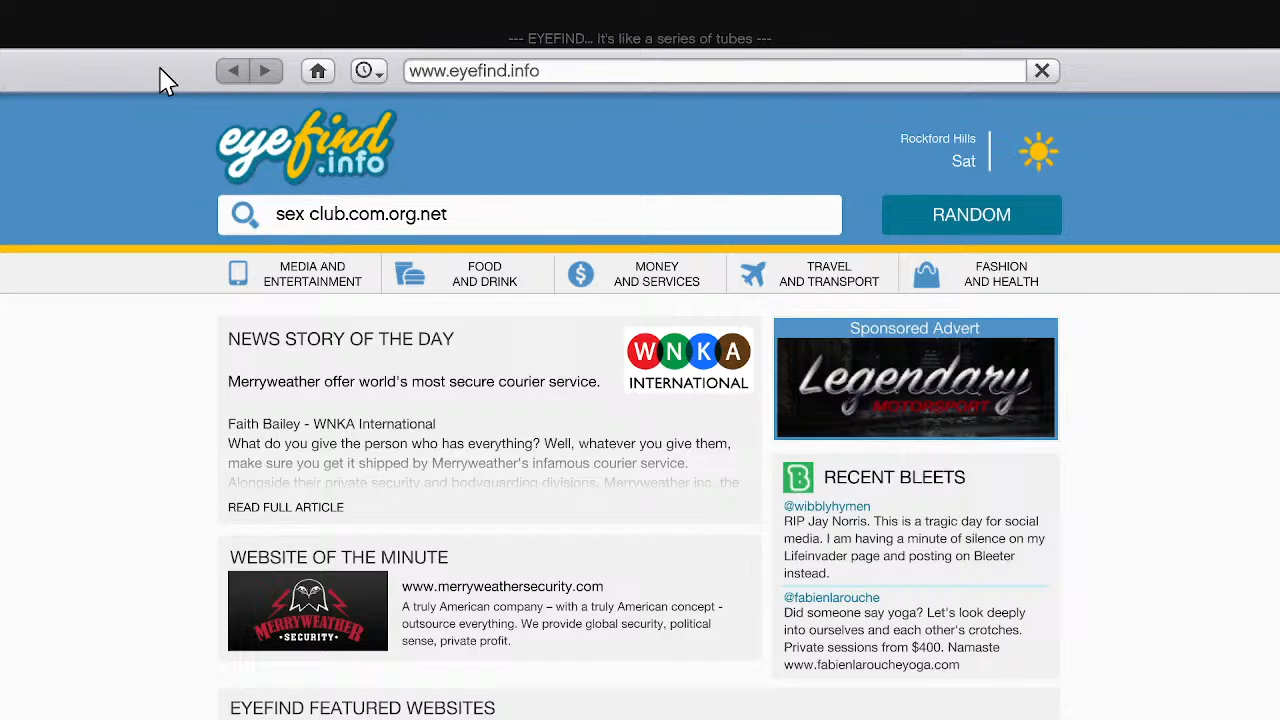 --- EYEFIND... It's like a series of tubes ---
www.eyefind.info
eyefind
.info
Rockford Hills
Sat
sex club.com.org.net
RANDOM
MEDIA AND
ENTERTAINMENT
FOOD
AND DRINK
MONEY
AND SERVICES
TRAVEL
AND TRANSPORT
FASHION
AND HEALTH
NEWS STORY OF THE DAY
WNKA
INTERNATIONAL
Merryweather offer world's most secure courier service.
Faith Bailey - WNKA International
What do you give the person who has everything? Well, whatever you give them,
make sure you get it shipped by Merryweather's infamous courier service.
Alongside their private security and bodyguarding divisions, Merryweather inc. the
READ FULL ARTICLE
Sponsored Advert
Legendary
MOTORSPORT
RECENT BLEETS
@wibblyhymen
RIP Jay Norris. This is a tragic day for social
media. I am having a minute of silence on my
Lifeinvader page and posting on Bleeter
instead.
@fabienlarouche
Did someone say yoga? Let's look deeply
into ourselves and each other's crotches.
Private sessions from $400. Namaste
www.fabienlaroucheyoga.com
WEBSITE OF THE MINUTE
MERRYWEATHER
·SECURITY·
www.merryweathersecurity.com
A truly American company – with a truly American concept -
outsource everything. We provide global security, political
sense, private profit.
EYEFIND FEATURED WEBSITES